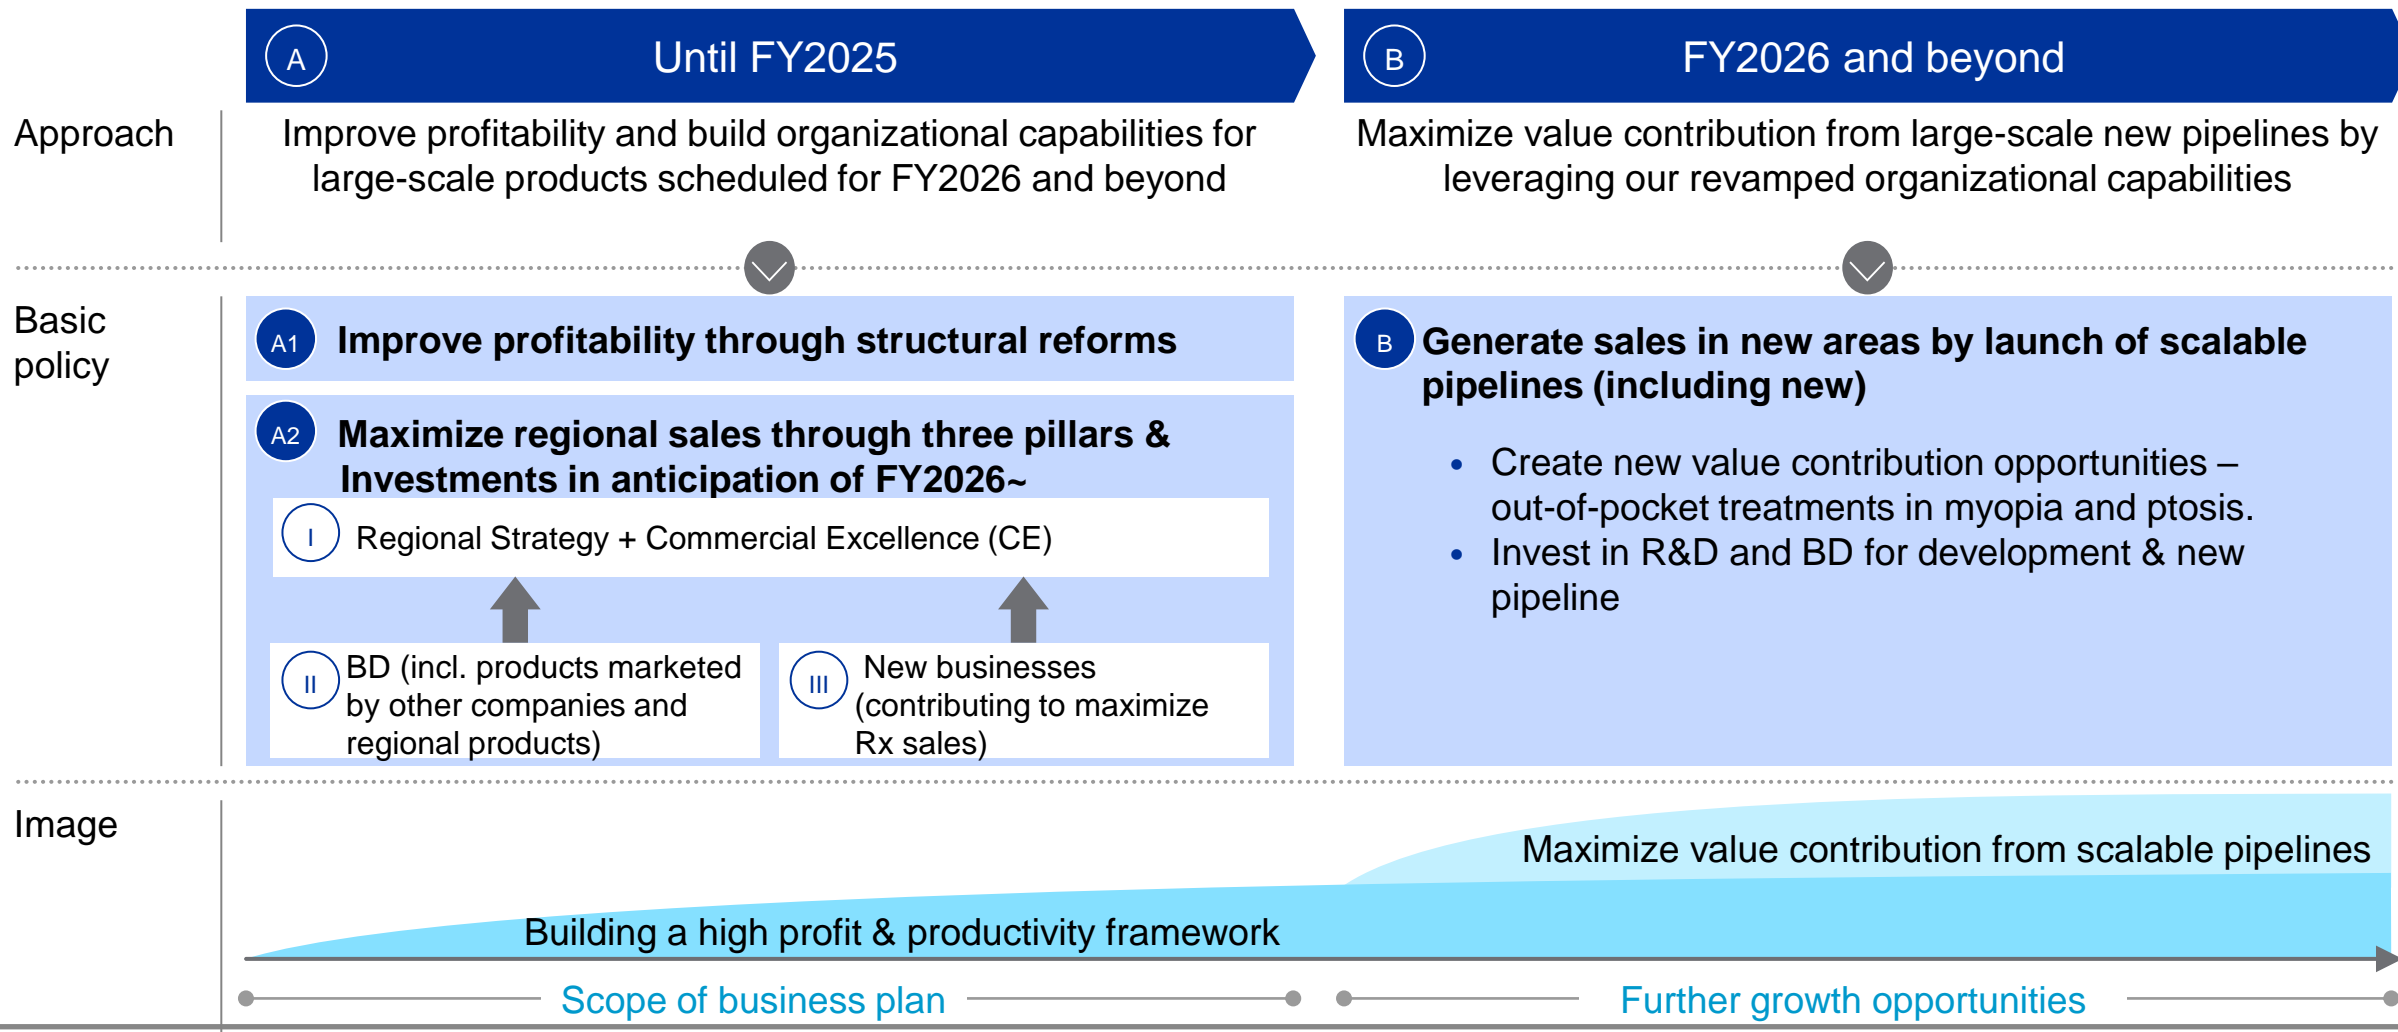 A
Until FY2025
B
FY2026 and beyond
Approach
Improve profitability and build organizational capabilities for
large-scale products scheduled for FY2026 and beyond
Maximize value contribution from large-scale new pipelines by
leveraging our revamped organizational capabilities
Basic
policy
A1
Improve profitability through structural reforms
A2
Maximize regional sales through three pillars &
Investments in anticipation of FY2026~
I
Regional Strategy + Commercial Excellence (CE)
II
BD (incl. products marketed
by other companies and
regional products)
III
New businesses
(contributing to maximize
Rx sales)
B
Generate sales in new areas by launch of scalable
pipelines (including new)
• Create new value contribution opportunities –
out-of-pocket treatments in myopia and ptosis.
• Invest in R&D and BD for development & new
pipeline
Image
Maximize value contribution from scalable pipelines
Building a high profit & productivity framework
Scope of business plan
Further growth opportunities